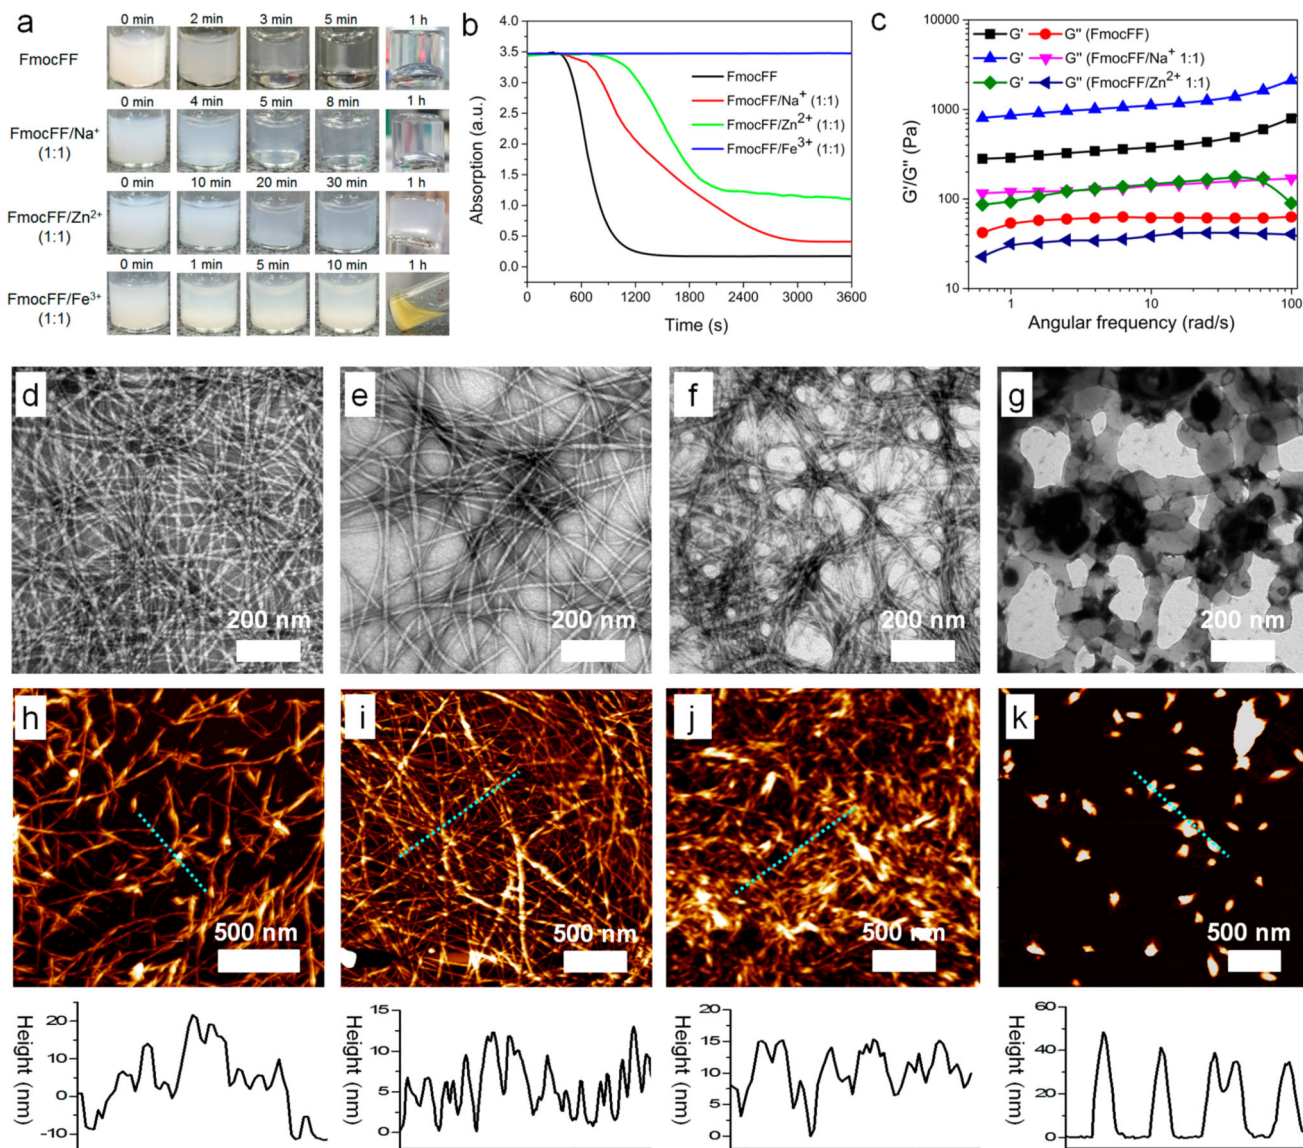 a
0 min 2 min 3 min 5 min 1 h
FmocFF
0 min 4 min 5 min 8 min 1 h
FmocFF/Na⁺
(1:1)
0 min 10 min 20 min 30 min 1 h
FmocFF/Zn²⁺
(1:1)
0 min 1 min 5 min 10 min 1 h
FmocFF/Fe³⁺
(1:1)
b
Absorption (a.u.)
4.0
3.5
3.0
2.5
2.0
1.5
1.0
0.5
0.0
FmocFF
FmocFF/Na⁺ (1:1)
FmocFF/Zn²⁺ (1:1)
FmocFF/Fe³⁺ (1:1)
0 600 1200 1800 2400 3000 3600
Time (s)
c
G'/G'' (Pa)
10000
1000
100
10
G' G'' (FmocFF)
G' G'' (FmocFF/Na⁺ 1:1)
G' G'' (FmocFF/Zn²⁺ 1:1)
1 10 100
Angular frequency (rad/s)
d
200 nm
e
200 nm
f
200 nm
g
200 nm
h
500 nm
i
500 nm
j
500 nm
k
500 nm
Height (nm)
20
10
0
-10
Height (nm)
15
10
5
0
Height (nm)
20
15
10
5
0
Height (nm)
60
40
20
0